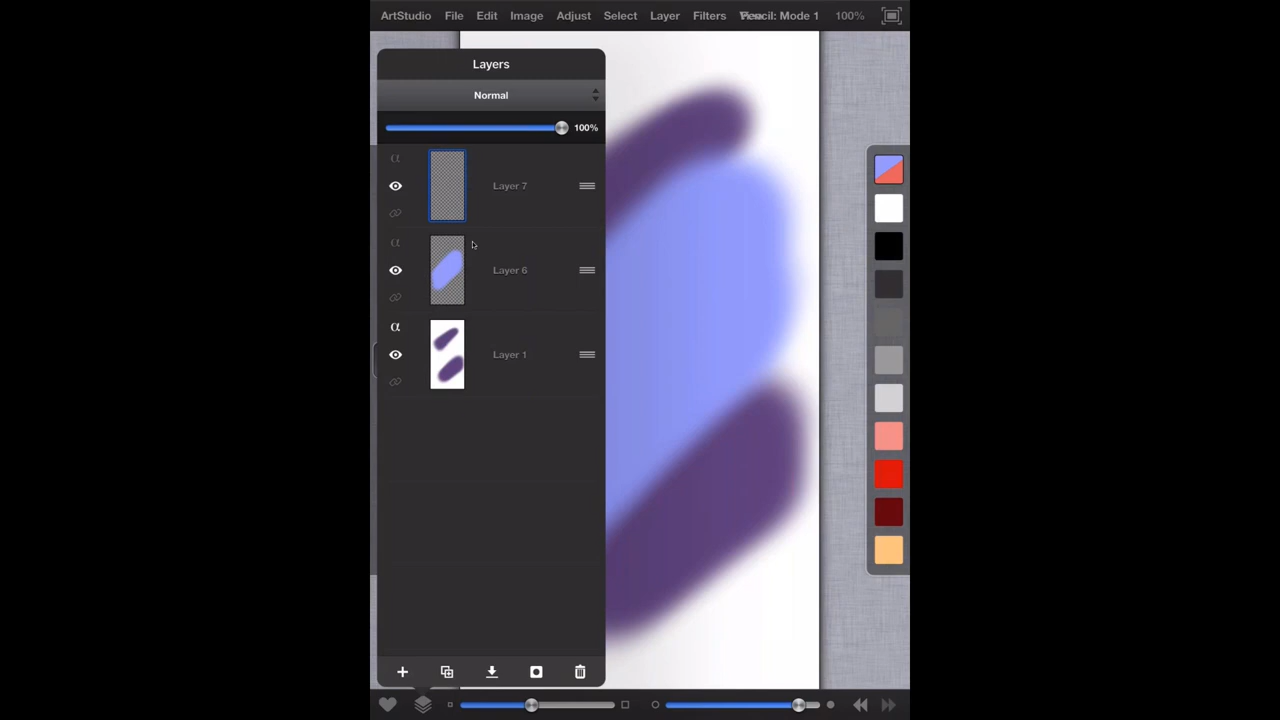 ArtStudio File Edit Image Adjust Select Layer Filters Pencil: Mode 1 100%
Layers
Normal
100%
α
Layer 7
α
Layer 6
α
Layer 1